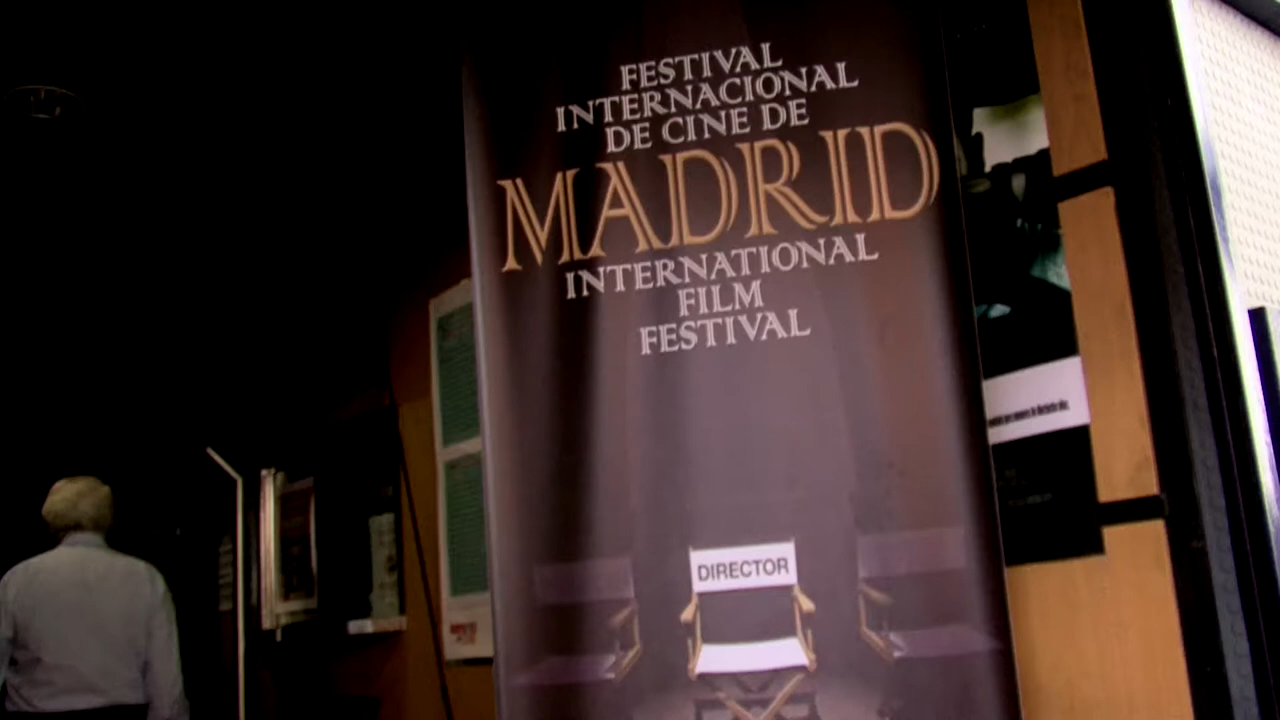 FESTIVAL
INTERNACIONAL
DE CINE DE
MADRID
INTERNATIONAL
FILM
FESTIVAL
DIRECTOR